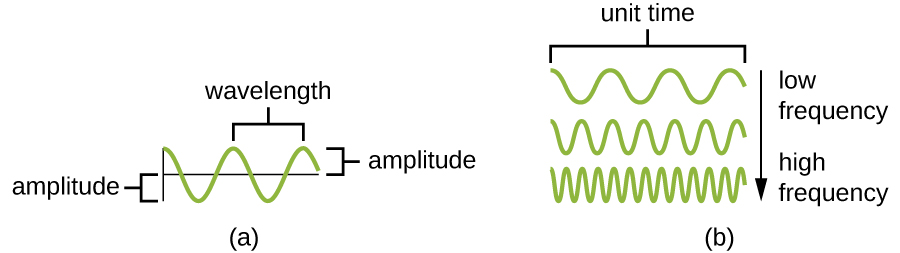 wavelength
amplitude
amplitude
(a)
unit time
low
frequency
high
frequency
(b)